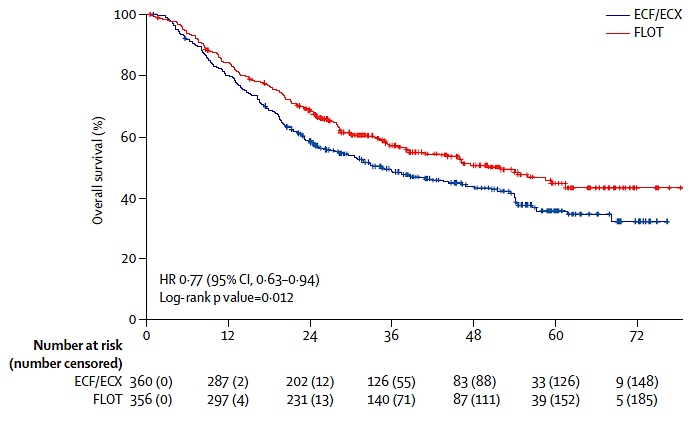 100
80
60
40
20
0
Overall survival (%)
ECF/ECX
FLOT
HR 0·77 (95% CI, 0·63–0·94)
Log-rank p value=0·012
0 12 24 36 48 60 72
Number at risk
(number censored)
ECF/ECX 360 (0) 287 (2) 202 (12) 126 (55) 83 (88) 33 (126) 9 (148)
FLOT 356 (0) 297 (4) 231 (13) 140 (71) 87 (111) 39 (152) 5 (185)